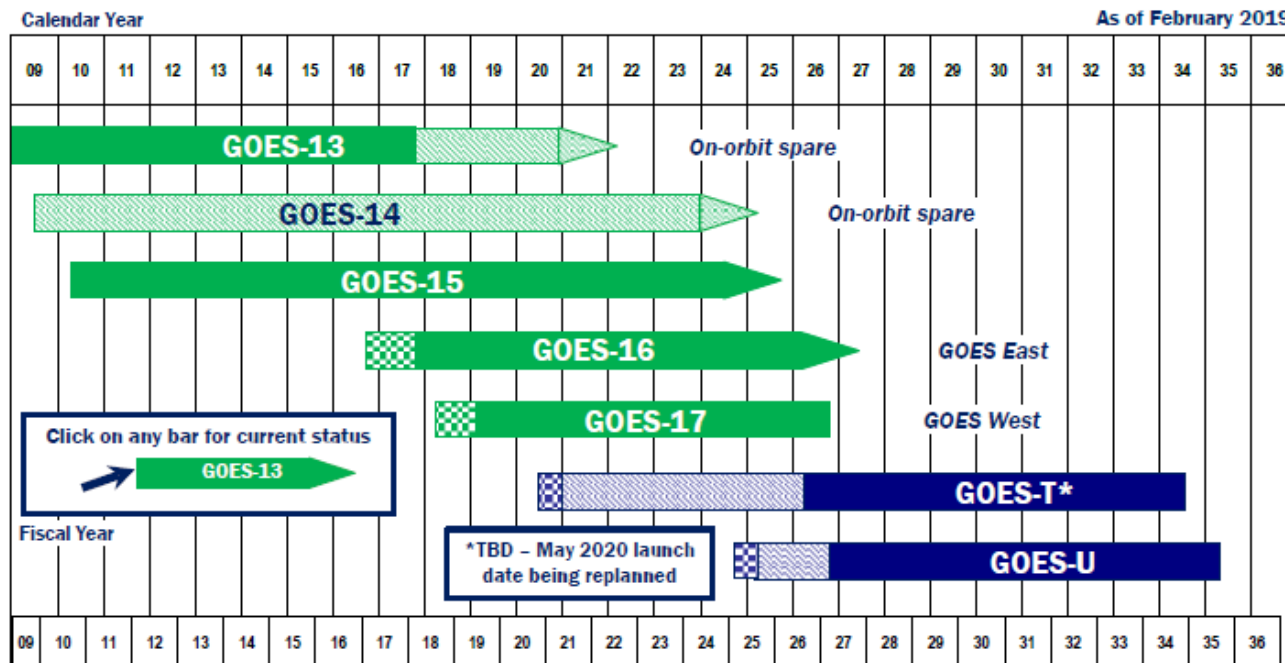 Calendar Year
As of February 2019
09 10 11 12 13 14 15 16 17 18 19 20 21 22 23 24 25 26 27 28 29 30 31 32 33 34 35 36
GOES-13
On-orbit spare
GOES-14
On-orbit spare
GOES-15
GOES-16
GOES East
GOES-17
GOES West
Click on any bar for current status
GOES-13
GOES-T*
Fiscal Year
*TBD – May 2020 launch
date being replanned
GOES-U
09 10 11 12 13 14 15 16 17 18 19 20 21 22 23 24 25 26 27 28 29 30 31 32 33 34 35 36